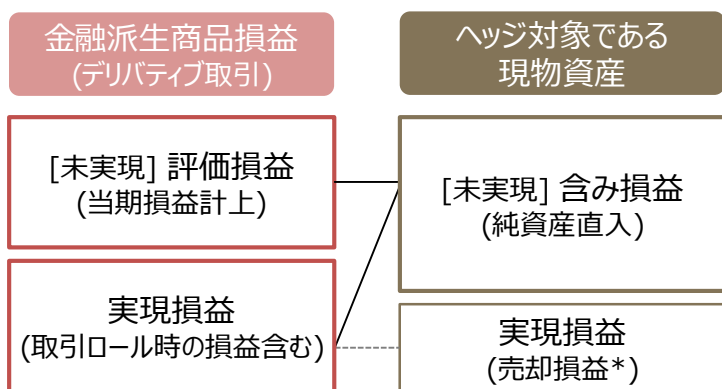 金融派生商品損益
(デリバティブ取引)
ヘッジ対象である
現物資産
[未実現] 評価損益
(当期損益計上)
[未実現] 含み損益
(純資産直入)
実現損益
(取引ロール時の損益含む)
実現損益
(売却損益*)